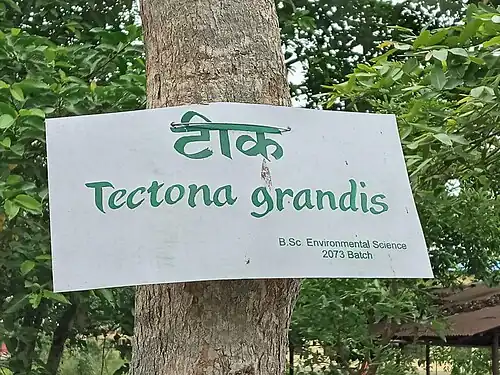 टीक
Tectona grandis
B.Sc. Environmental Science
2073 Batch